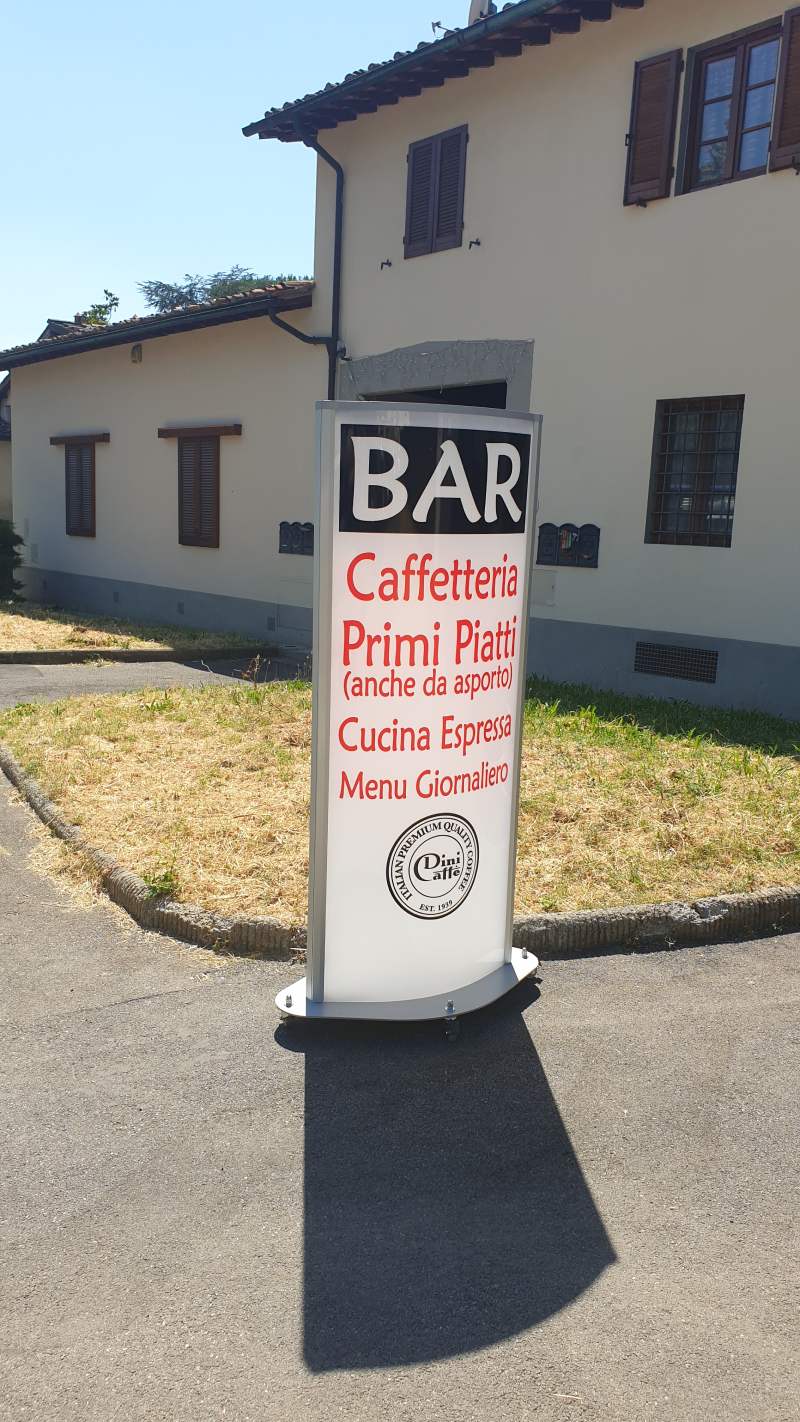 BAR
Caffetteria
Primi Piatti
(anche da asporto)
Cucina Espressa
Menu Giornaliero
ITALIAN PREMIUM QUALITY COFFEE
Dini
Caffè
EST. 1939